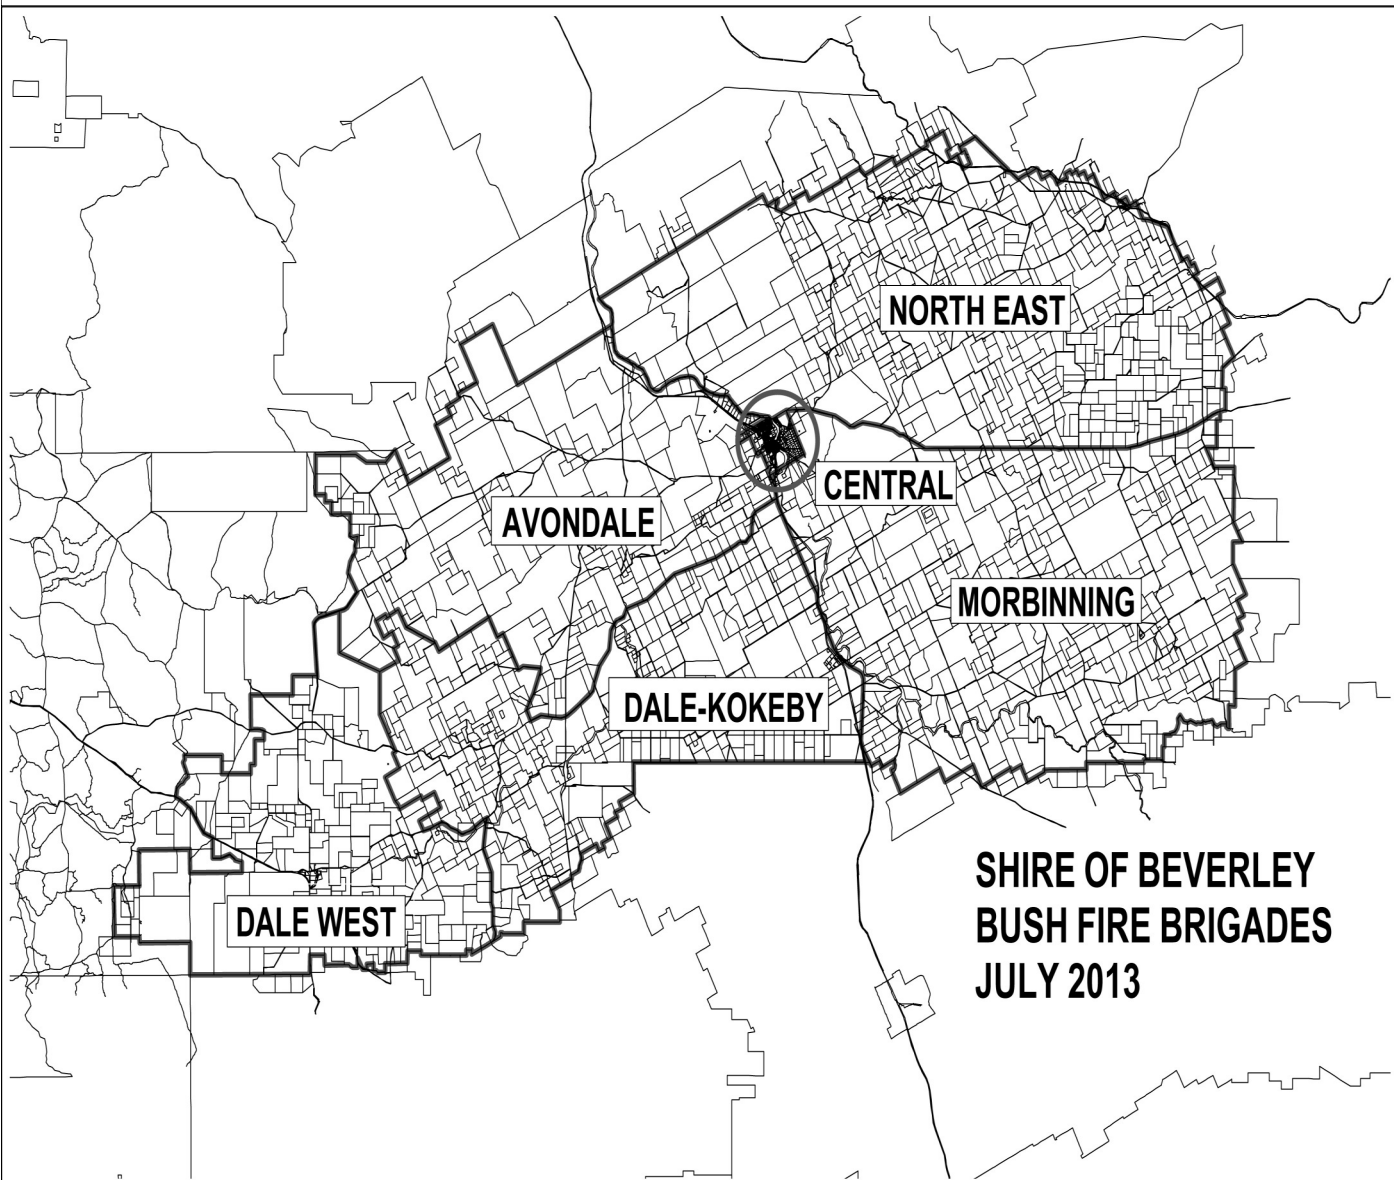 NORTH EAST
CENTRAL
AVONDALE
MORBINNING
DALE-KOKEBY
DALE WEST
SHIRE OF BEVERLEY
BUSH FIRE BRIGADES
JULY 2013